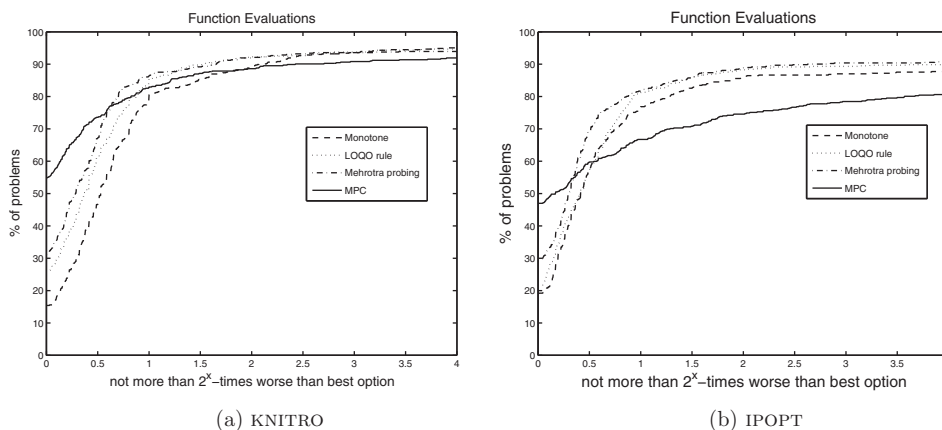 Function Evaluations
100
90
80
70
60
50
40
30
20
10
0
% of problems
Monotone
LOQO rule
Mehrotra probing
MPC
0 0.5 1 1.5 2 2.5 3 3.5 4
not more than 2^x-times worse than best option
(a) KNITRO
Function Evaluations
100
90
80
70
60
50
40
30
20
10
0
% of problems
Monotone
LOQO rule
Mehrotra probing
MPC
0 0.5 1 1.5 2 2.5 3 3.5
not more than 2^x-times worse than best option
(b) IPOPT